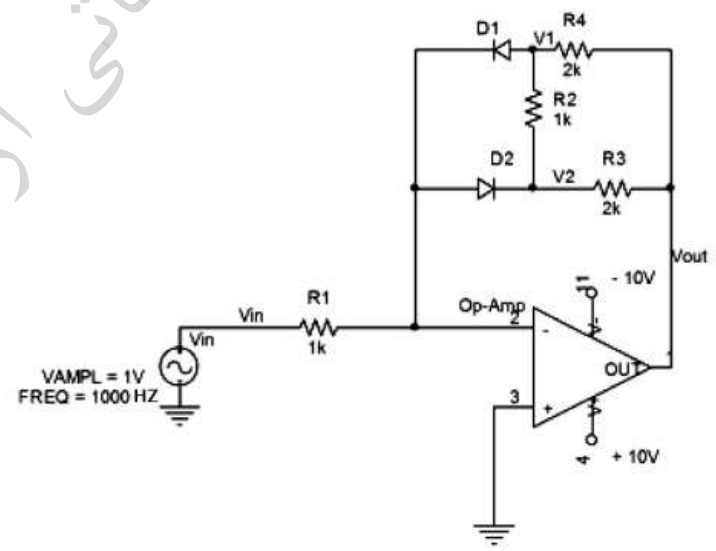 D1
V1
R4
2k
R2
1k
D2
V2
R3
2k
Vout
11
- 10V
V-
Op-Amp
2
-
OUT
3
+
V+
4
+ 10V
Vin
R1
1k
Vin
VAMPL = 1V
FREQ = 1000 HZ